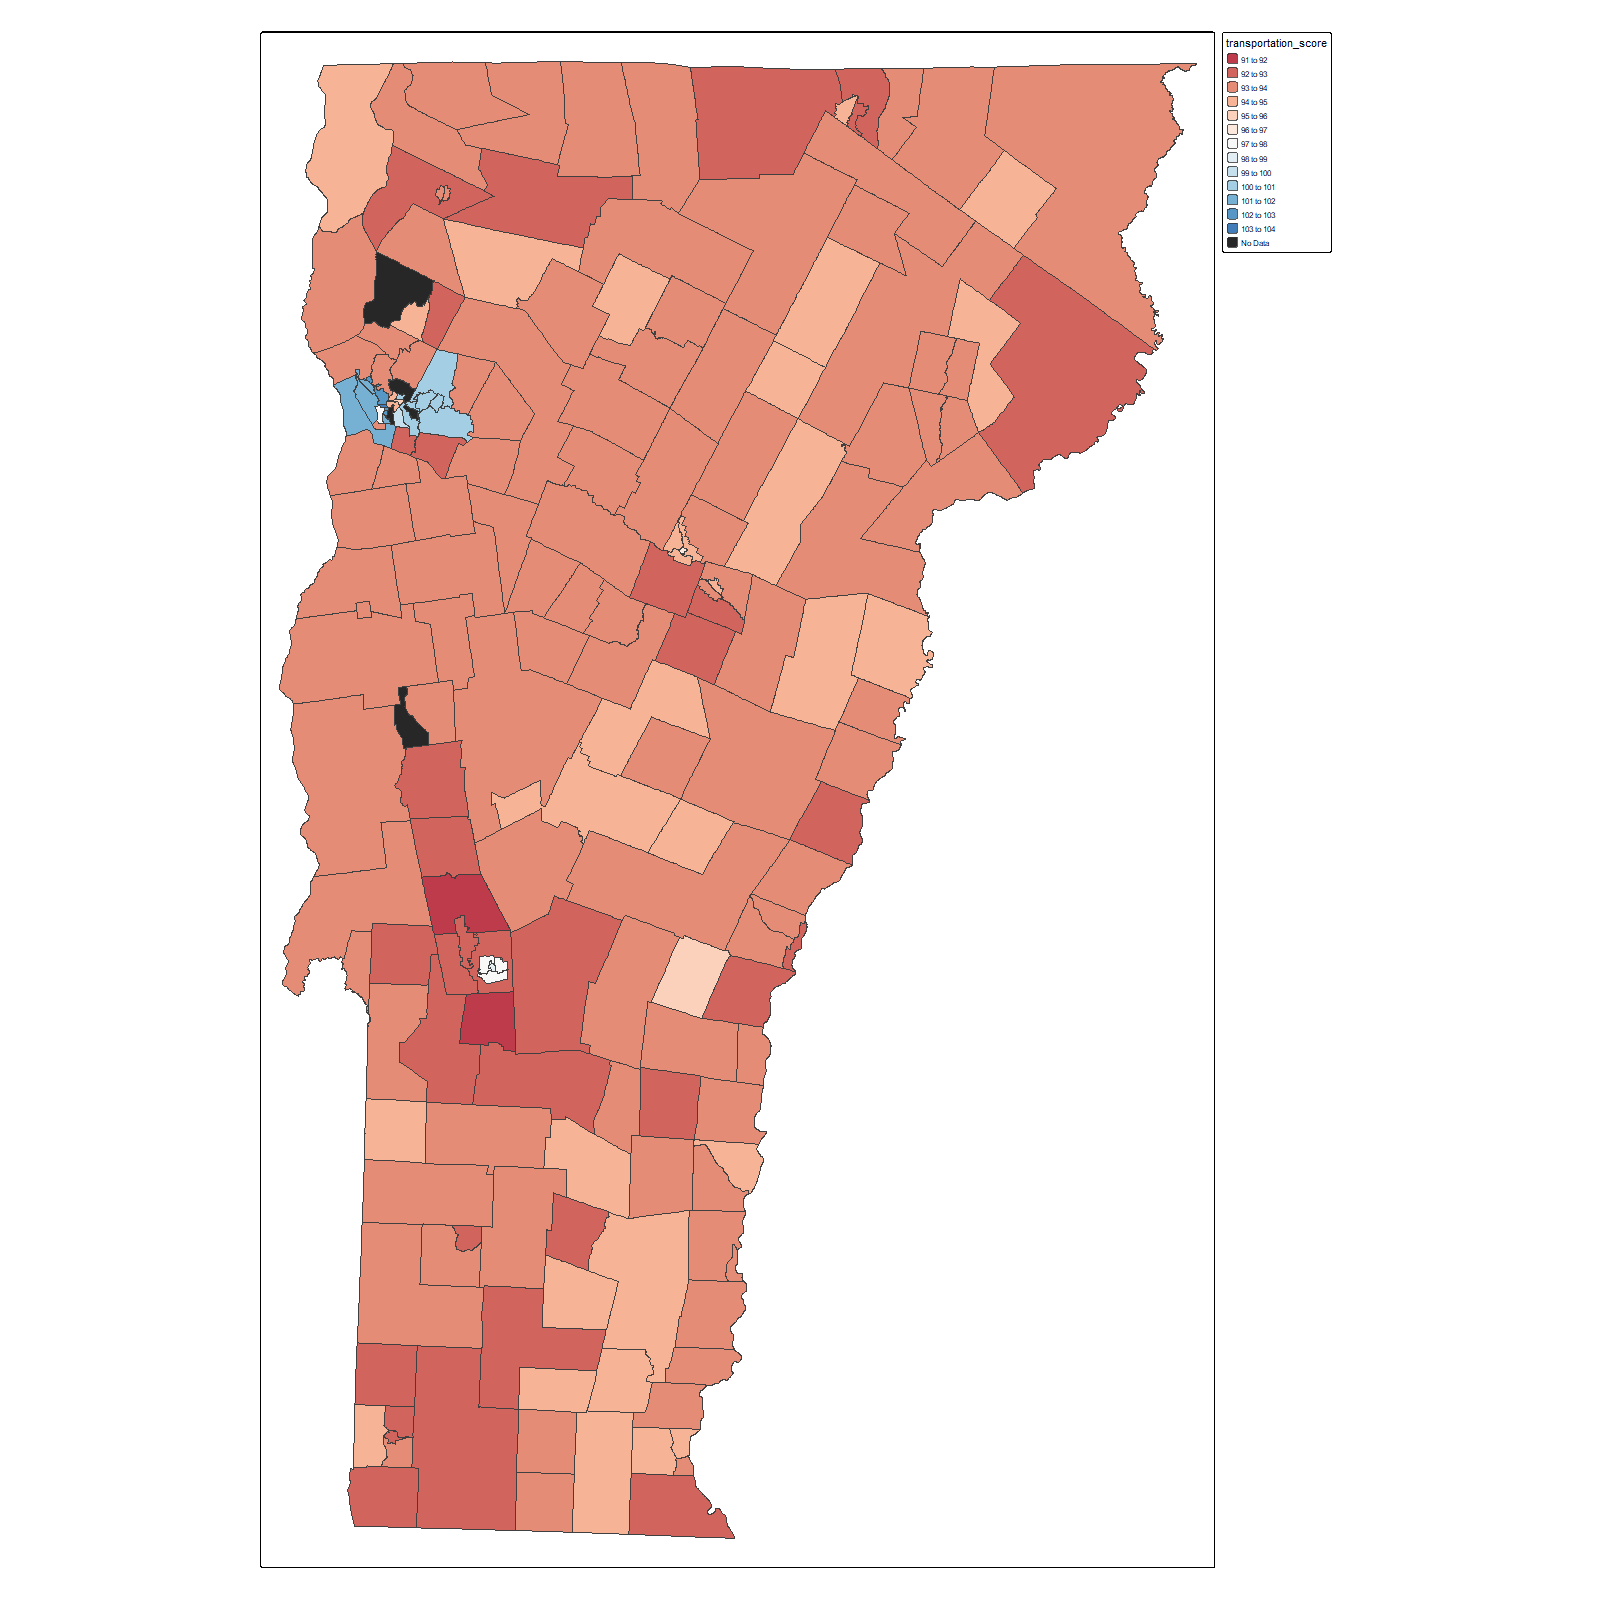 transportation_score
91 to 92
92 to 93
93 to 94
94 to 95
95 to 96
96 to 97
97 to 98
98 to 99
99 to 100
100 to 101
101 to 102
102 to 103
103 to 104
No Data